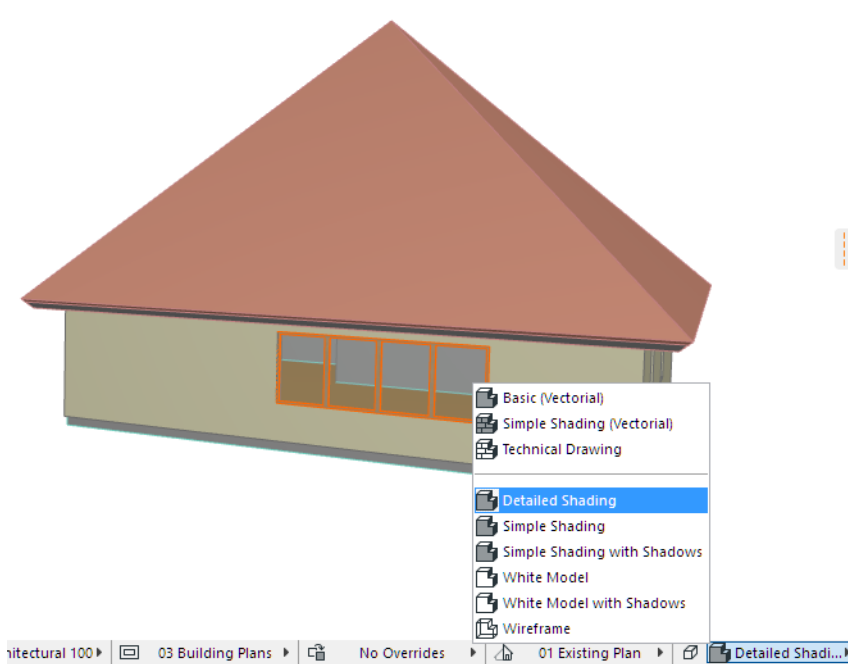 Basic (Vectorial)
Simple Shading (Vectorial)
Technical Drawing
Detailed Shading
Simple Shading
Simple Shading with Shadows
White Model
White Model with Shadows
Wireframe
hitectural 100 03 Building Plans No Overrides 01 Existing Plan Detailed Shadi...